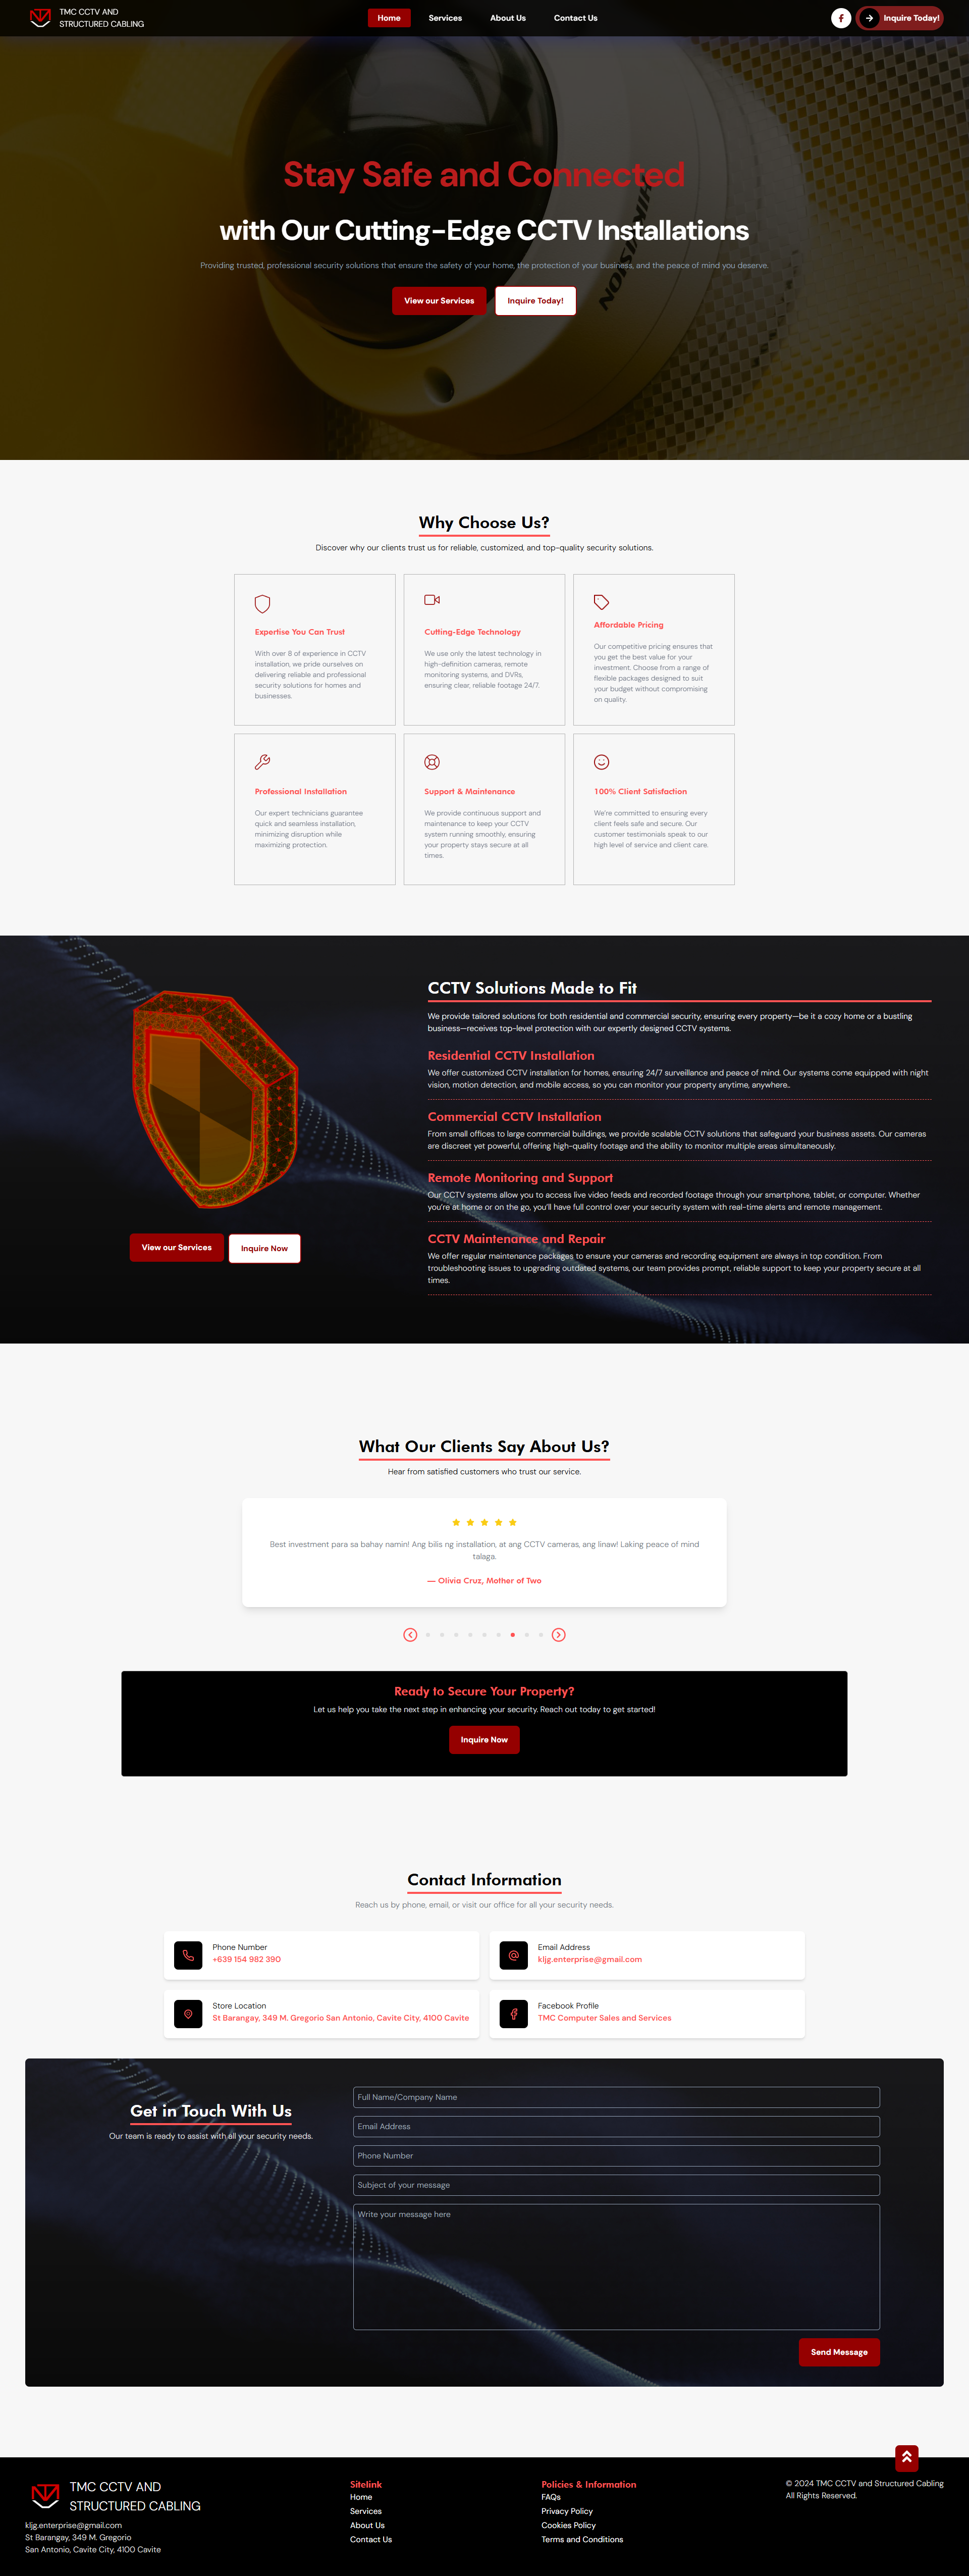 TMC CCTV AND
STRUCTURED CABLING
Home
Services
About Us
Contact Us
Inquire Today!
Stay Safe and Connected
with Our Cutting-Edge CCTV Installations
Providing trusted, professional security solutions that ensure the safety of your home, the protection of your business, and the peace of mind you deserve.
View our Services
Inquire Today!
HIKVISION
Why Choose Us?
Discover why our clients trust us for reliable, customized, and top-quality security solutions.
Expertise You Can Trust
With over 8 of experience in CCTV
installation, we pride ourselves on
delivering reliable and professional
security solutions for homes and
businesses.
Cutting-Edge Technology
We use only the latest technology in
high-definition cameras, remote
monitoring systems, and DVRs,
ensuring clear, reliable footage 24/7.
Affordable Pricing
Our competitive pricing ensures that
you get the best value for your
investment. Choose from a range of
flexible packages designed to suit
your budget without compromising
on quality.
Professional Installation
Our expert technicians guarantee
quick and seamless installation,
minimizing disruption while
maximizing protection.
Support & Maintenance
We provide continuous support and
maintenance to keep your CCTV
system running smoothly, ensuring
your property stays secure at all
times.
100% Client Satisfaction
We're committed to ensuring every
client feels safe and secure. Our
customer testimonials speak to our
high level of service and client care.
View our Services
Inquire Now
CCTV Solutions Made to Fit
We provide tailored solutions for both residential and commercial security, ensuring every property—be it a cozy home or a bustling
business—receives top-level protection with our expertly designed CCTV systems.
Residential CCTV Installation
We offer customized CCTV installation for homes, ensuring 24/7 surveillance and peace of mind. Our systems come equipped with night
vision, motion detection, and mobile access, so you can monitor your property anytime, anywhere..
Commercial CCTV Installation
From small offices to large commercial buildings, we provide scalable CCTV solutions that safeguard your business assets. Our cameras
are discreet yet powerful, offering high-quality footage and the ability to monitor multiple areas simultaneously.
Remote Monitoring and Support
Our CCTV systems allow you to access live video feeds and recorded footage through your smartphone, tablet, or computer. Whether
you're at home or on the go, you'll have full control over your security system with real-time alerts and remote management.
CCTV Maintenance and Repair
We offer regular maintenance packages to ensure your cameras and recording equipment are always in top condition. From
troubleshooting issues to upgrading outdated systems, our team provides prompt, reliable support to keep your property secure at all
times.
What Our Clients Say About Us?
Hear from satisfied customers who trust our service.
Best investment para sa bahay namin! Ang bilis ng installation, at ang CCTV cameras, ang linaw! Laking peace of mind
talaga.
— Olivia Cruz, Mother of Two
Ready to Secure Your Property?
Let us help you take the next step in enhancing your security. Reach out today to get started!
Inquire Now
Contact Information
Reach us by phone, email, or visit our office for all your security needs.
Phone Number
+639 154 982 390
Email Address
kljg.enterprise@gmail.com
Store Location
St Barangay, 349 M. Gregorio San Antonio, Cavite City, 4100 Cavite
Facebook Profile
TMC Computer Sales and Services
Get in Touch With Us
Our team is ready to assist with all your security needs.
Full Name/Company Name
Email Address
Phone Number
Subject of your message
Write your message here
Send Message
TMC CCTV AND
STRUCTURED CABLING
kljg.enterprise@gmail.com
St Barangay, 349 M. Gregorio
San Antonio, Cavite City, 4100 Cavite
Sitelink
Home
Services
About Us
Contact Us
Policies & Information
FAQs
Privacy Policy
Cookies Policy
Terms and Conditions
© 2024 TMC CCTV and Structured Cabling
All Rights Reserved.